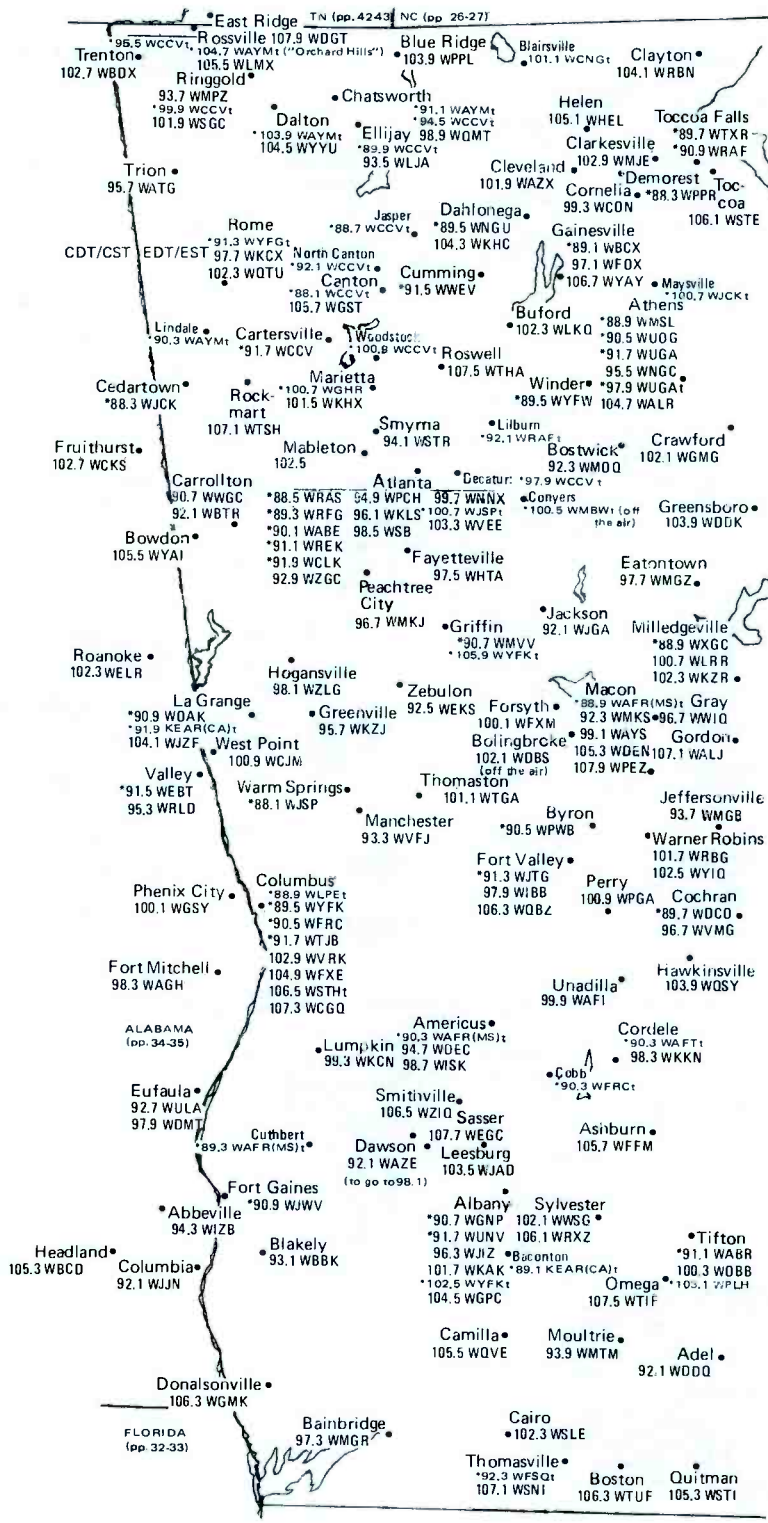 TN (pp. 4243) NC (pp 26-27)
East Ridge
*95.5 WCCVt
Rossville 107.9 WDGT
104.7 WAYMt ("Orchard Hills")
105.5 WLMX
Trenton
102.7 WBDX
Ringgold
93.7 WMPZ
*99.9 WCCVt
101.9 WSGC
Blue Ridge
103.9 WPPL
Blairsville
*101.1 WCNGt
Clayton
104.1 WRBN
Chatsworth
*91.1 WAYMt
*94.5 WCCVt
98.9 WQMT
Dalton
*103.9 WAYMt
104.5 WYYU
Ellijay
*89.9 WCCVt
93.5 WLJA
Helen
105.1 WHEL
Toccoa Falls
*89.7 WTXR
*90.9 WRAF
Clarkesville
102.9 WMJE
Cleveland
101.9 WAZX
Demorest
*88.3 WPPR
Cornelia
99.3 WCON
Toc-
coa
106.1 WSTE
Trion
95.7 WATG
Rome
*91.3 WYFGt
97.7 WKCX
102.3 WQTU
Jasper
*88.7 WCCVt
Dahlonega
*89.5 WNGU
104.3 WKHC
Gainesville
*89.1 WBCX
97.1 WFOX
106.7 WYAY
CDT/CST EDT/EST
North Canton
*92.1 WCCVt
Canton
*88.1 WCCVt
105.7 WGST
Cumming
*91.5 WWEV
Maysville
*100.7 WJCKt
Buford
102.3 WLKQ
Athens
*88.9 WMSL
*90.5 WUOG
*91.7 WUGA
95.5 WNGC
*97.9 WUGAt
104.7 WALR
Lindale
*90.3 WAYMt
Cartersville
*91.7 WCCV
Woodstock
*100.9 WCCVt
Roswell
107.5 WTHA
Cedartown
*88.3 WJCK
Rock-
mart
107.1 WTSH
Marietta
*100.7 WGHR
101.5 WKHX
Winder
*89.5 WYFW
Smyrna
94.1 WSTR
Lilburn
*92.1 WRAFt
Mableton
102.5
Bostwick
92.3 WMOQ
Crawford
102.1 WGMG
Fruithurst
102.7 WCKS
Carrollton
90.7 WWGC
92.1 WBTR
Atlanta
*88.5 WRAS 94.9 WPCH 99.7 WNNX
*89.3 WRFG 96.1 WKLS *100.7 WJSPt
*90.1 WABE 98.5 WSB 103.3 WVEE
*91.1 WREK
*91.9 WCLK
92.9 WZGC
Decatur: *97.9 WCCVt
Conyers
*100.5 WMBWt (off
the air)
Greensboro
103.9 WDDK
Bowdon
105.5 WYAI
Fayetteville
97.5 WHTA
Eatontown
97.7 WMGZ
Peachtree
City
96.7 WMKJ
Griffin
*90.7 WMVV
*105.9 WYFKt
Jackson
92.1 WJGA
Milledgeville
*88.9 WXGC
100.7 WLRR
102.3 WKZR
Roanoke
102.3 WELR
Hogansville
98.1 WZLG
La Grange
*90.9 WOAK
*91.9 KEAR(CA)t
104.1 WJZF
Greenville
95.7 WKZJ
Zebulon
92.5 WEKS
Forsyth
100.1 WFXM
Macon
*88.9 WAFR(MS)t
92.3 WMKS
99.1 WAYS
105.3 WDEN
107.9 WPEZ
Gray
96.7 WWIQ
Gordon
107.1 WALJ
Bolingbroke
102.1 WDBS
(off the air)
West Point
100.9 WCJM
Valley
*91.5 WEBT
95.3 WRLD
Warm Springs
*88.1 WJSP
Thomaston
101.1 WTGA
Manchester
93.3 WVFJ
Byron
*90.5 WPWB
Jeffersonville
93.7 WMGB
Warner Robins
101.7 WRBG
102.5 WYIQ
Fort Valley
*91.3 WJTG
97.9 WIBB
106.3 WQBZ
Perry
100.9 WPGA
Cochran
*89.7 WDCO
96.7 WVMG
Phenix City
100.1 WGSY
Columbus
*88.9 WLPEt
*89.5 WYFK
*90.5 WFRC
*91.7 WTJB
102.9 WVRK
104.9 WFXE
106.5 WSTHt
107.3 WCGQ
Fort Mitchell
98.3 WAGH
Unadilla
99.9 WAFI
Hawkinsville
103.9 WQSY
ALABAMA
(pp. 34-35)
Lumpkin
99.3 WKCN
Americus
*90.3 WAFR(MS)t
94.7 WDEC
98.7 WISK
Cordele
*90.3 WAFTt
98.3 WKKN
Cobb
*90.3 WFRCt
Eufaula
92.7 WULA
97.9 WDMT
Smithville
106.5 WZIQ
Sasser
107.7 WEGC
Ashburn
105.7 WFFM
Cuthbert
*89.3 WAFR(MS)t
Dawson
92.1 WAZE
(to go to 98.1)
Leesburg
103.5 WJAD
Fort Gaines
*90.9 WJWV
Abbeville
94.3 WIZB
Albany
*90.7 WGNP
*91.7 WUNV
96.3 WJIZ
101.7 WKAK
*102.5 WYFKt
104.5 WGPC
Sylvester
102.1 WWSG
106.1 WRXZ
Baconton
*89.1 KEAR(CA)t
Tifton
*91.1 WABR
100.3 WOBB
*103.1 WPLH
Headland
105.3 WBCD
Columbia
92.1 WJJN
Blakely
93.1 WBBK
Omega
107.5 WTIF
Camilla
105.5 WQVE
Moultrie
93.9 WMTM
Adel
92.1 WDDQ
Donalsonville
106.3 WGMK
FLORIDA
(pp. 32-33)
Bainbridge
97.3 WMGR
Cairo
102.3 WSLE
Thomasville
*92.3 WFSQt
107.1 WSNI
Boston
106.3 WTUF
Quitman
105.3 WSTI